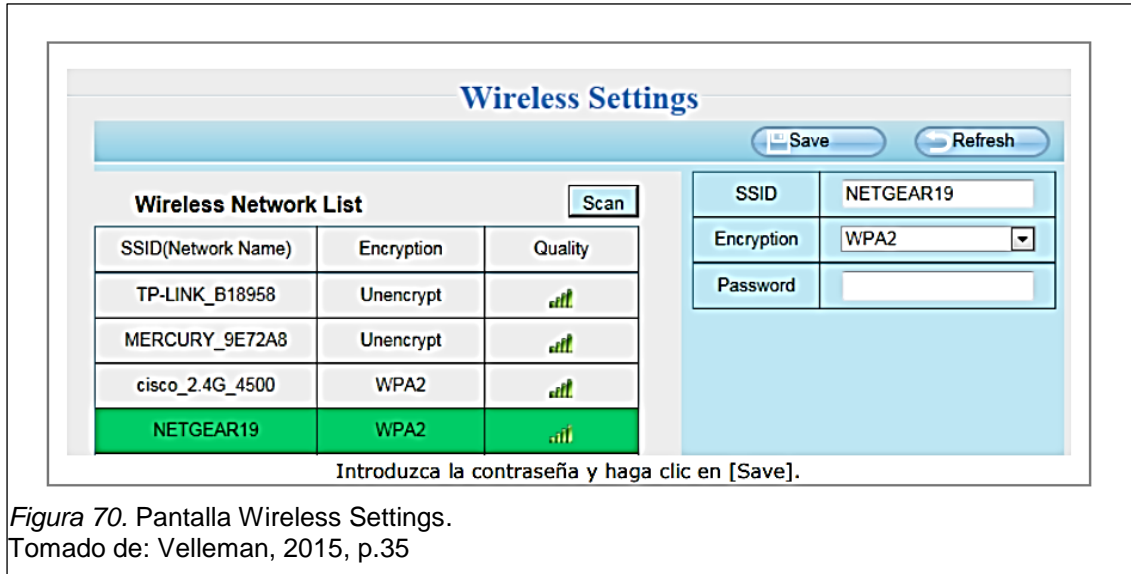 Wireless Settings
Save Refresh
Wireless Network List Scan
SSID(Network Name) Encryption Quality
TP-LINK_B18958 Unencrypt
MERCURY_9E72A8 Unencrypt
cisco_2.4G_4500 WPA2
NETGEAR19 WPA2
SSID NETGEAR19
Encryption WPA2
Password
Introduzca la contraseña y haga clic en [Save].
Figura 70. Pantalla Wireless Settings.
Tomado de: Velleman, 2015, p.35